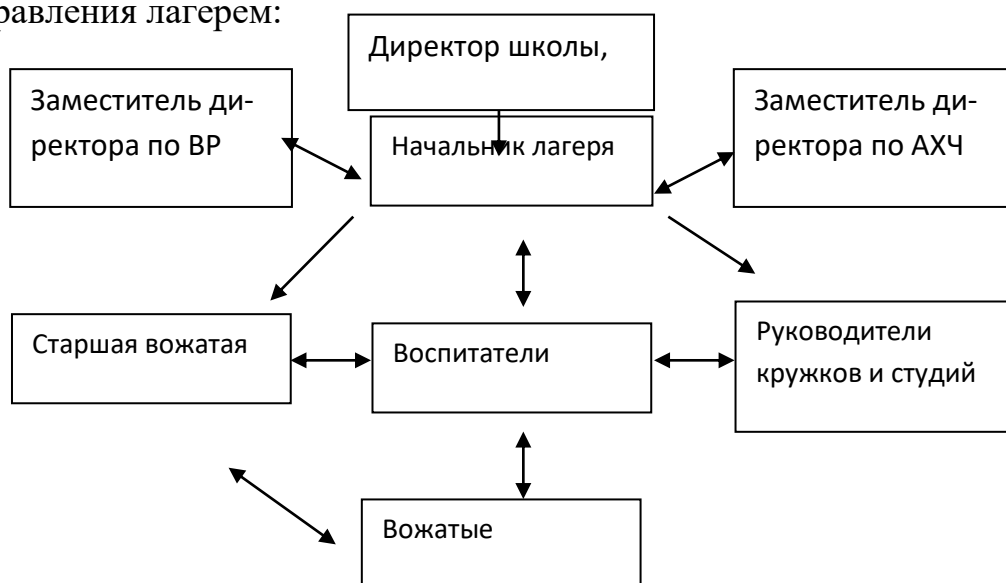 равления лагерем:
Директор школы,
Заместитель ди-
ректора по ВР
Начальник лагеря
Заместитель ди-
ректора по АХЧ
Старшая вожатая
Воспитатели
Руководители
кружков и студий
Вожатые